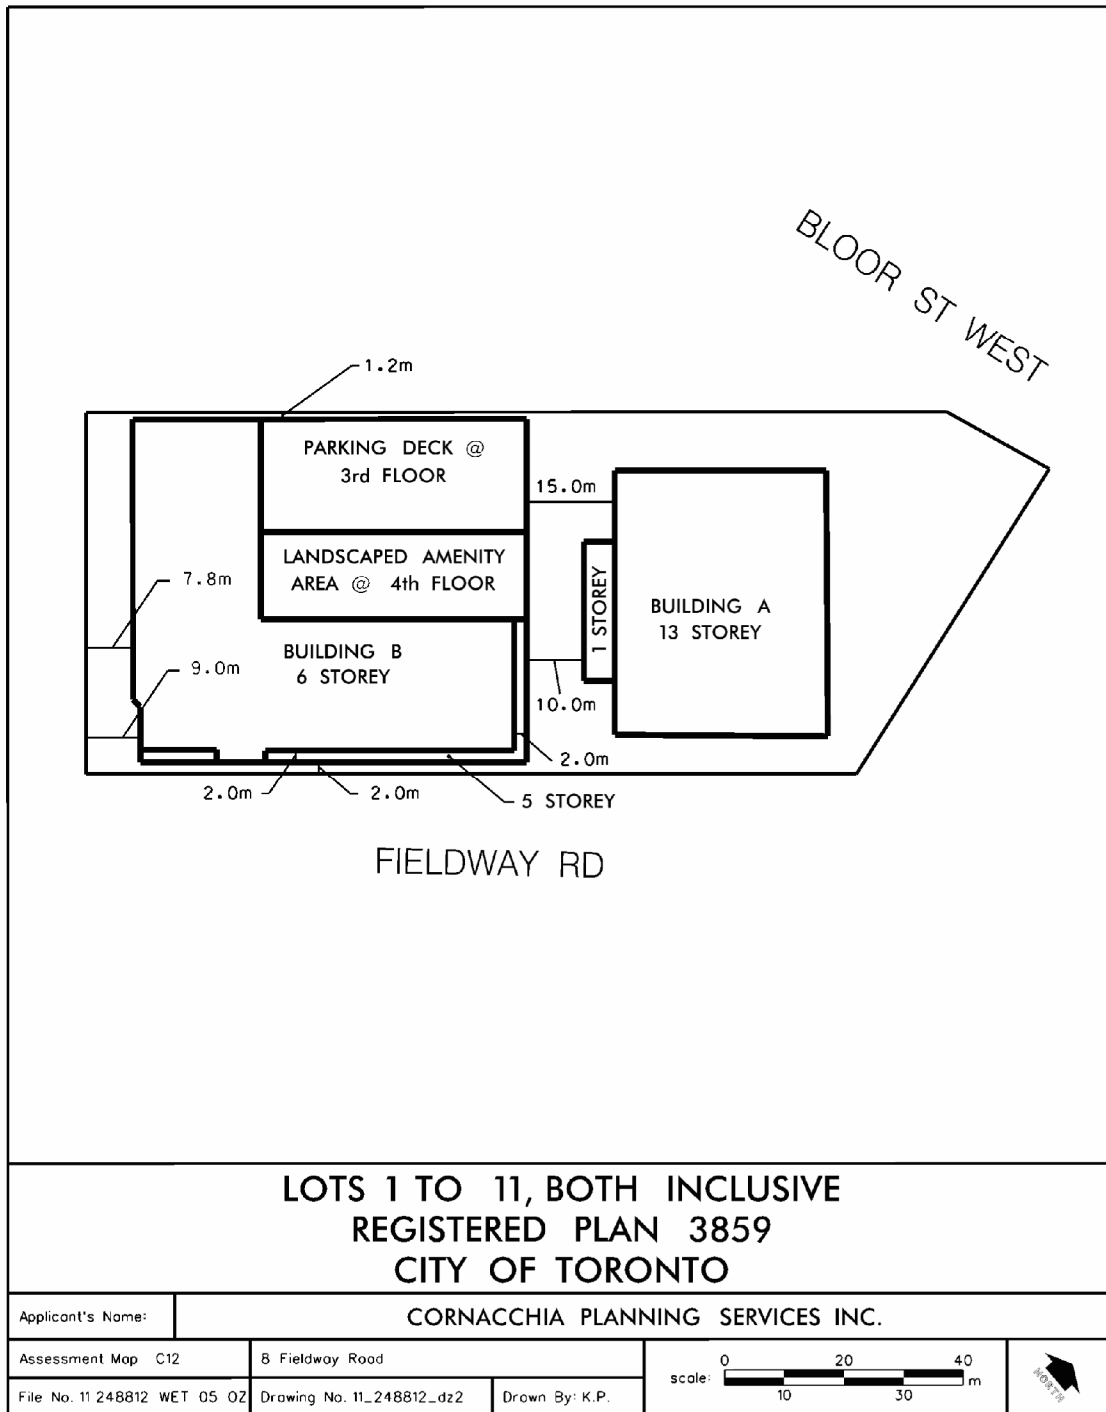 BLOOR ST WEST
1.2m
PARKING DECK @
3rd FLOOR
15.0m
LANDSCAPED AMENITY
AREA @ 4th FLOOR
7.8m
1 STOREY
BUILDING A
13 STOREY
BUILDING B
6 STOREY
9.0m
10.0m
2.0m
2.0m
2.0m
5 STOREY
FIELDWAY RD
LOTS 1 TO 11, BOTH INCLUSIVE
REGISTERED PLAN 3859
CITY OF TORONTO
Applicant's Name:
CORNACCHIA PLANNING SERVICES INC.
Assessment Map C12
8 Fieldway Road
File No. 11 248812 WET 05 OZ
Drawing No. 11_248812_dz2
Drawn By: K.P.
scale:
0 20 40
m
10 30
NORTH